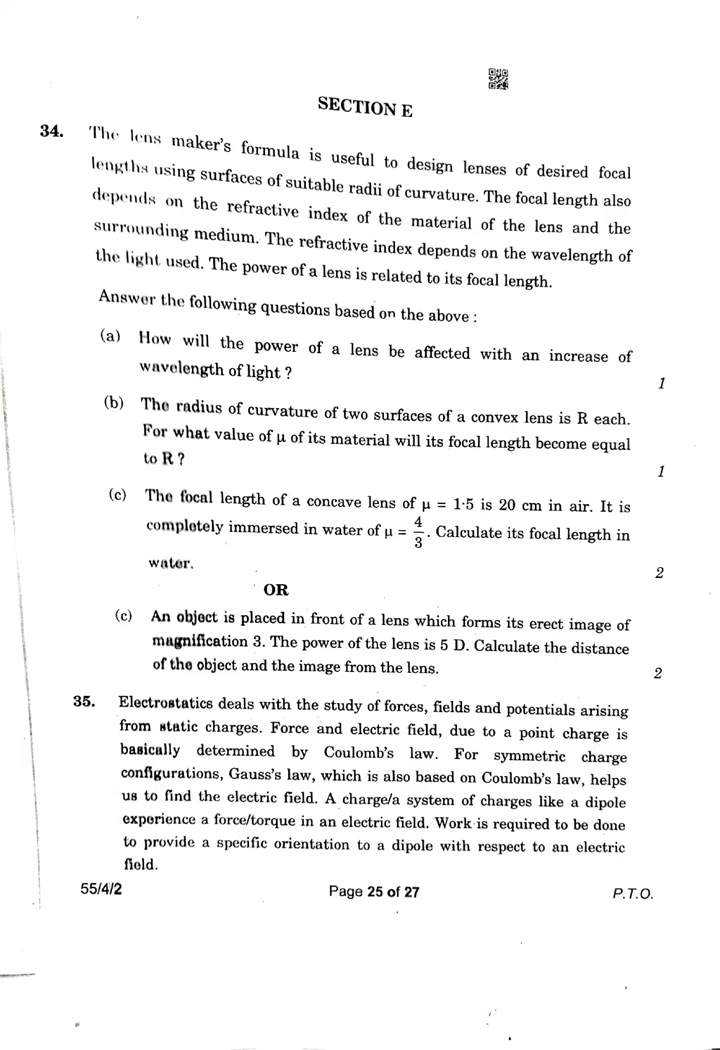 SECTION E
34. The lens maker's formula is useful to design lenses of desired focal
lengths using surfaces of suitable radii of curvature. The focal length also
depends on the refractive index of the material of the lens and the
surrounding medium. The refractive index depends on the wavelength of
the light used. The power of a lens is related to its focal length.
Answer the following questions based on the above :
(a) How will the power of a lens be affected with an increase of
wavelength of light ? 1
(b) The radius of curvature of two surfaces of a convex lens is R each.
For what value of μ of its material will its focal length become equal
to R ? 1
(c) The focal length of a concave lens of μ = 1·5 is 20 cm in air. It is
completely immersed in water of μ = 4/3. Calculate its focal length in
water. 2
OR
(c) An object is placed in front of a lens which forms its erect image of
magnification 3. The power of the lens is 5 D. Calculate the distance
of the object and the image from the lens. 2
35. Electrostatics deals with the study of forces, fields and potentials arising
from static charges. Force and electric field, due to a point charge is
basically determined by Coulomb's law. For symmetric charge
configurations, Gauss's law, which is also based on Coulomb's law, helps
us to find the electric field. A charge/a system of charges like a dipole
experience a force/torque in an electric field. Work is required to be done
to provide a specific orientation to a dipole with respect to an electric
field.
55/4/2 Page 25 of 27 P.T.O.